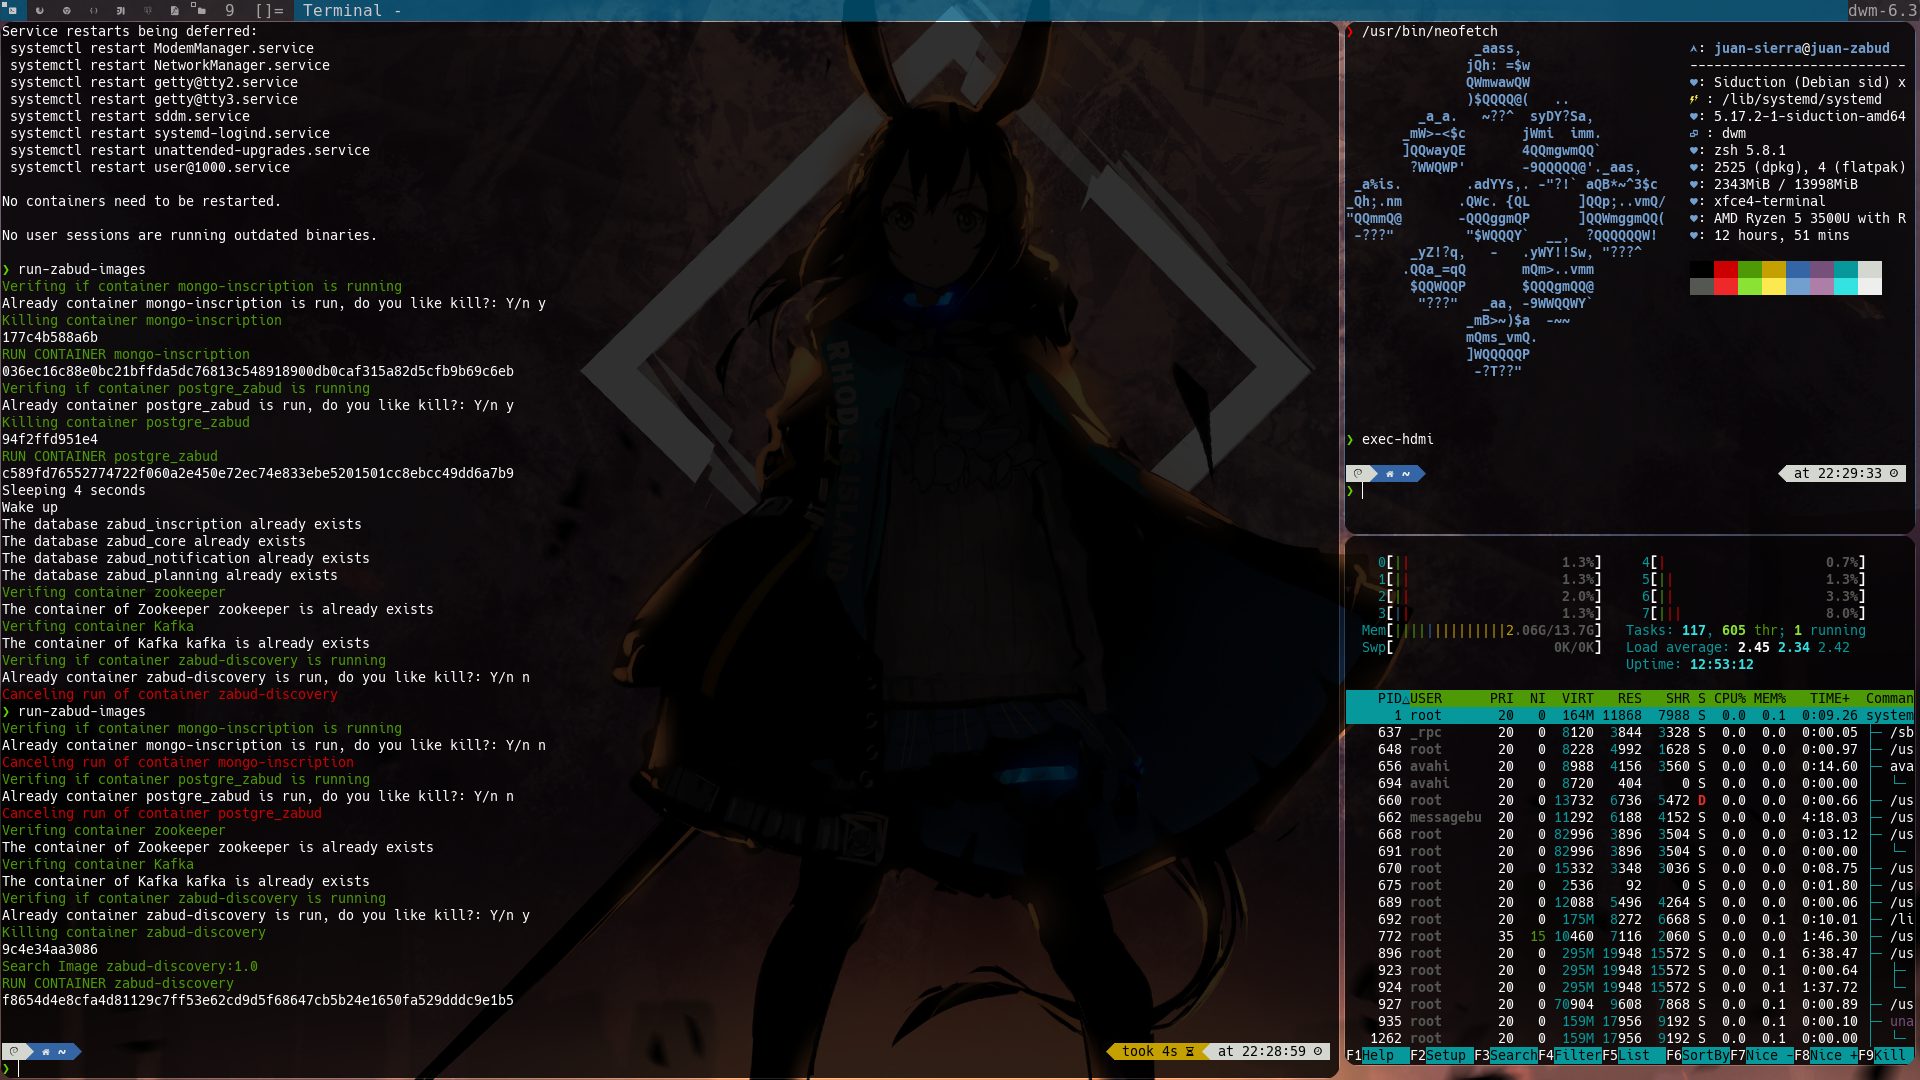 9 []= Terminal -
dwm-6.3
Service restarts being deferred:
systemctl restart ModemManager.service
systemctl restart NetworkManager.service
systemctl restart getty@tty2.service
systemctl restart getty@tty3.service
systemctl restart sddm.service
systemctl restart systemd-logind.service
systemctl restart unattended-upgrades.service
systemctl restart user@1000.service
No containers need to be restarted.
No user sessions are running outdated binaries.
❯ run-zabud-images
Verifing if container mongo-inscription is running
Already container mongo-inscription is run, do you like kill?: Y/n y
Killing container mongo-inscription
177c4b588a6b
RUN CONTAINER mongo-inscription
036ec16c88e0bc21bffda5dc76813c548918900db0caf315a82d5cfb9b69c6eb
Verifing if container postgre_zabud is running
Already container postgre_zabud is run, do you like kill?: Y/n y
Killing container postgre_zabud
94f2ffd951e4
RUN CONTAINER postgre_zabud
c589fd76552774722f060a2e450e72ec74e833ebe5201501cc8ebcc49dd6a7b9
Sleeping 4 seconds
Wake up
The database zabud_inscription already exists
The database zabud_core already exists
The database zabud_notification already exists
The database zabud_planning already exists
Verifing container zookeeper
The container of Zookeeper zookeeper is already exists
Verifing container Kafka
The container of Kafka kafka is already exists
Verifing if container zabud-discovery is running
Already container zabud-discovery is run, do you like kill?: Y/n n
Canceling run of container zabud-discovery
❯ run-zabud-images
Verifing if container mongo-inscription is running
Already container mongo-inscription is run, do you like kill?: Y/n n
Canceling run of container mongo-inscription
Verifing if container postgre_zabud is running
Already container postgre_zabud is run, do you like kill?: Y/n n
Canceling run of container postgre_zabud
Verifing container zookeeper
The container of Zookeeper zookeeper is already exists
Verifing container Kafka
The container of Kafka kafka is already exists
Verifing if container zabud-discovery is running
Already container zabud-discovery is run, do you like kill?: Y/n y
Killing container zabud-discovery
9c4e34aa3086
Search Image zabud-discovery:1.0
RUN CONTAINER zabud-discovery
f8654d4e8cfa4d81129c7ff53e62cd9d5f68647cb5b24e1650fa529dddc9e1b5
~ took 4s at 22:28:59
❯
❯ /usr/bin/neofetch
juan-sierra@juan-zabud
---------------------------
: Siduction (Debian sid) x
: /lib/systemd/systemd
: 5.17.2-1-siduction-amd64
: dwm
: zsh 5.8.1
: 2525 (dpkg), 4 (flatpak)
: 2343MiB / 13998MiB
: xfce4-terminal
: AMD Ryzen 5 3500U with R
: 12 hours, 51 mins
❯ exec-hdmi
~ at 22:29:33
❯
0[|| 1.3%] 4[| 0.7%]
1[|| 1.3%] 5[|| 1.3%]
2[|| 2.0%] 6[|| 3.3%]
3[|| 1.3%] 7[||| 8.0%]
Mem[||||||||||||||2.06G/13.7G] Tasks: 117, 605 thr; 1 running
Swp[ 0K/0K] Load average: 2.45 2.34 2.42
Uptime: 12:53:12
PID△USER PRI NI VIRT RES SHR S CPU% MEM% TIME+ Comman
1 root 20 0 164M 11868 7988 S 0.0 0.1 0:09.26 system
637 _rpc 20 0 8120 3844 3328 S 0.0 0.0 0:00.05 /sb
648 root 20 0 8228 4992 1628 S 0.0 0.0 0:00.97 /us
656 avahi 20 0 8988 4156 3560 S 0.0 0.0 0:14.60 ava
694 avahi 20 0 8720 404 0 S 0.0 0.0 0:00.00
660 root 20 0 13732 6736 5472 D 0.0 0.0 0:00.66 /us
662 messagebu 20 0 11292 6188 4152 S 0.0 0.0 4:18.03 /us
668 root 20 0 82996 3896 3504 S 0.0 0.0 0:03.12 /us
691 root 20 0 82996 3896 3504 S 0.0 0.0 0:00.00
670 root 20 0 15332 3348 3036 S 0.0 0.0 0:08.75 /us
675 root 20 0 2536 92 0 S 0.0 0.0 0:01.80 /us
689 root 20 0 12088 5496 4264 S 0.0 0.0 0:00.06 /us
692 root 20 0 175M 8272 6668 S 0.0 0.1 0:10.01 /li
772 root 35 15 10460 7116 2060 S 0.0 0.0 1:46.30 /us
896 root 20 0 295M 19948 15572 S 0.0 0.1 6:38.47 /us
923 root 20 0 295M 19948 15572 S 0.0 0.1 0:00.64
924 root 20 0 295M 19948 15572 S 0.0 0.1 1:37.72
927 root 20 0 70904 9608 7868 S 0.0 0.1 0:00.89 /us
935 root 20 0 159M 17956 9192 S 0.0 0.1 0:00.10 una
1262 root 20 0 159M 17956 9192 S 0.0 0.1 0:00.00
F1Help F2Setup F3SearchF4FilterF5List F6SortByF7Nice -F8Nice +F9Kill
RHODES ISLAND